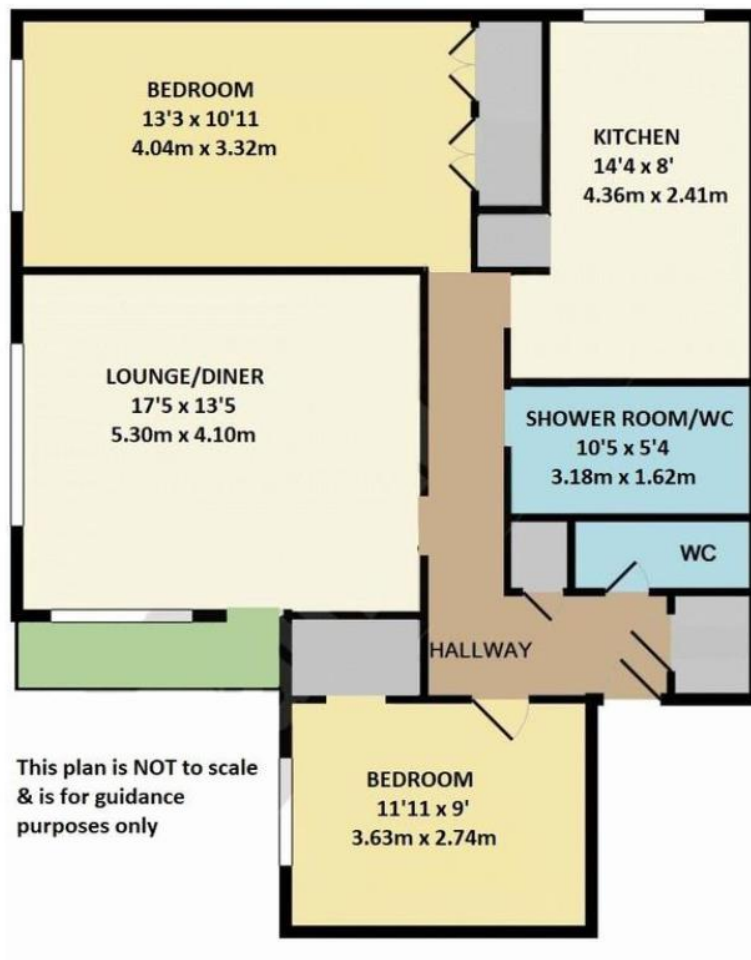 BEDROOM
13'3 x 10'11
4.04m x 3.32m
KITCHEN
14'4 x 8'
4.36m x 2.41m
LOUNGE/DINER
17'5 x 13'5
5.30m x 4.10m
SHOWER ROOM/WC
10'5 x 5'4
3.18m x 1.62m
WC
HALLWAY
This plan is NOT to scale
& is for guidance
purposes only
BEDROOM
11'11 x 9'
3.63m x 2.74m